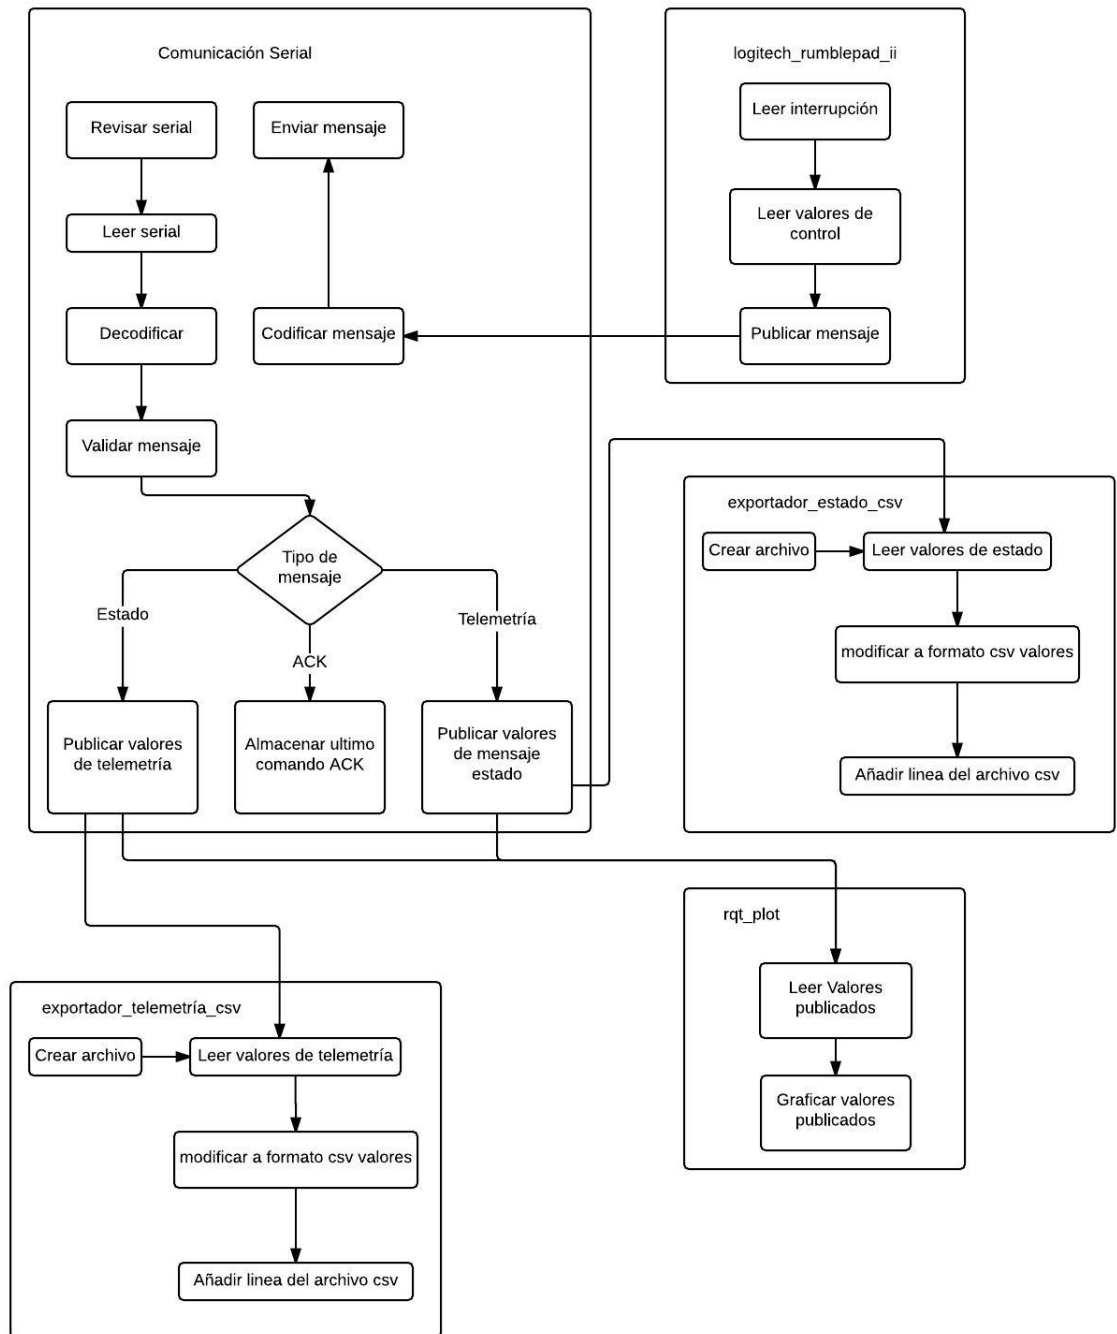 Comunicación Serial
Revisar serial
Enviar mensaje
Leer serial
Decodificar
Codificar mensaje
Validar mensaje
Tipo de
mensaje
Estado
ACK
Telemetría
Publicar valores
de telemetría
Almacenar ultimo
comando ACK
Publicar valores
de mensaje
estado
logitech_rumblepad_ii
Leer interrupción
Leer valores de
control
Publicar mensaje
exportador_estado_csv
Crear archivo
Leer valores de estado
modificar a formato csv valores
Añadir linea del archivo csv
rqt_plot
Leer Valores
publicados
Graficar valores
publicados
exportador_telemetría_csv
Crear archivo
Leer valores de telemetría
modificar a formato csv valores
Añadir linea del archivo csv